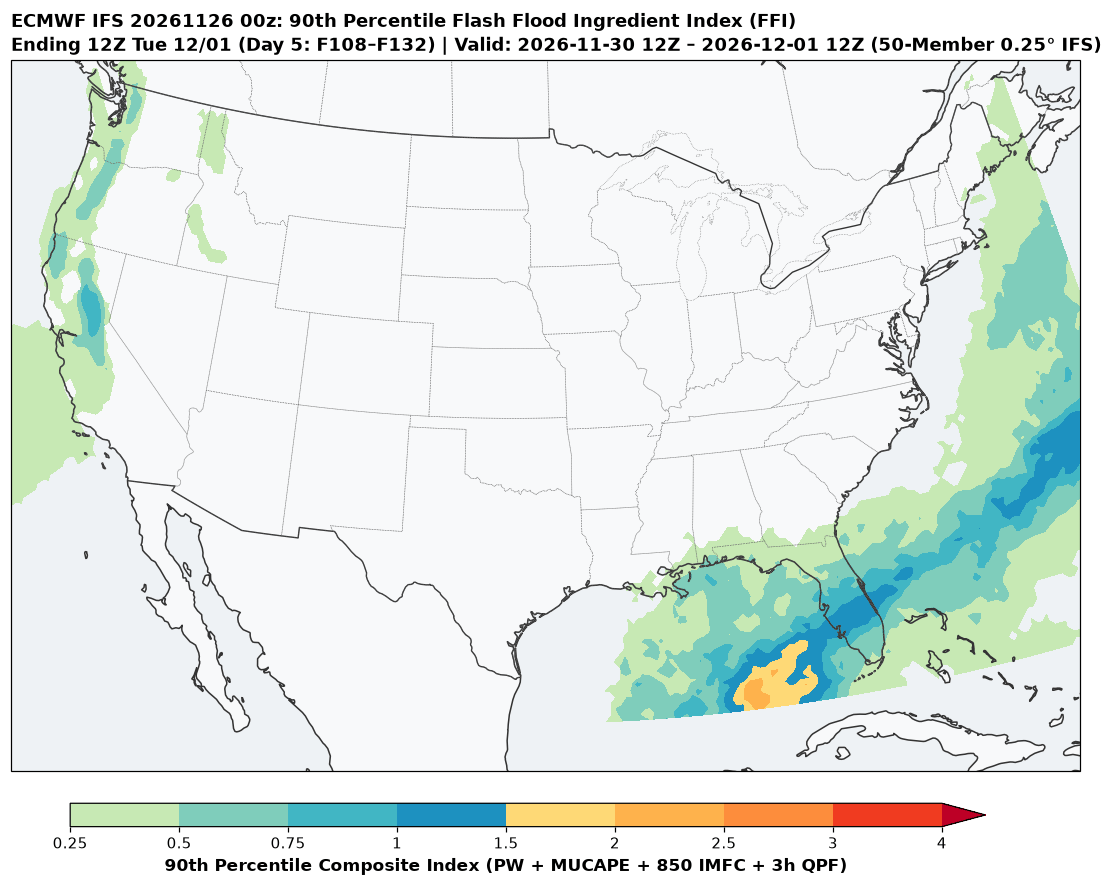 ECMWF IFS 20261126 00z: 90th Percentile Flash Flood Ingredient Index (FFI)
Ending 12Z Tue 12/01 (Day 5: F108–F132) | Valid: 2026-11-30 12Z – 2026-12-01 12Z (50-Member 0.25° IFS)
0.25 0.5 0.75 1 1.5 2 2.5 3 4
90th Percentile Composite Index (PW + MUCAPE + 850 IMFC + 3h QPF)